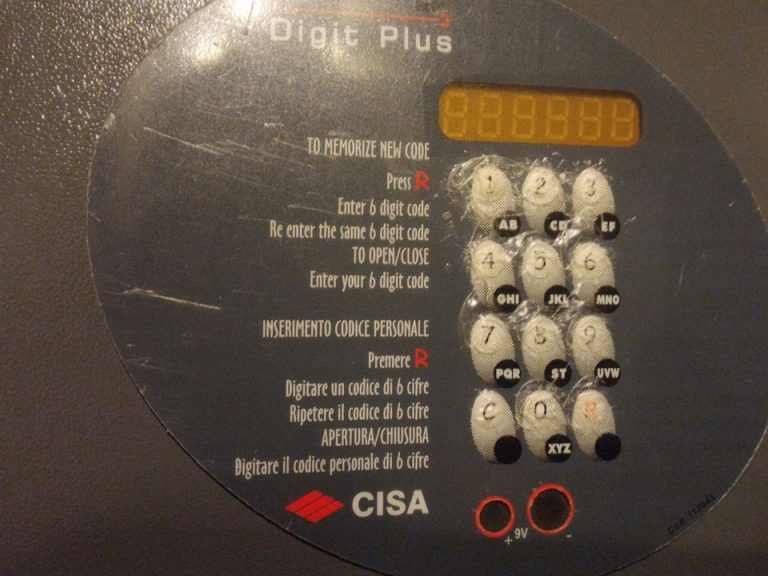 Digit Plus
TO MEMORIZE NEW CODE
Press R
Enter 6 digit code
Re enter the same 6 digit code
TO OPEN/CLOSE
Enter your 6 digit code
INSERIMENTO CODICE PERSONALE
Premere R
Digitare un codice di 6 cifre
Ripetere il codice di 6 cifre
APERTURA/CHIUSURA
Digitare il codice personale di 6 cifre
CISA
1 2 3
AB CD EF
4 5 6
GHI JKL MNO
7 8 9
PQR ST UVW
C 0 R
XYZ
+ 9V -